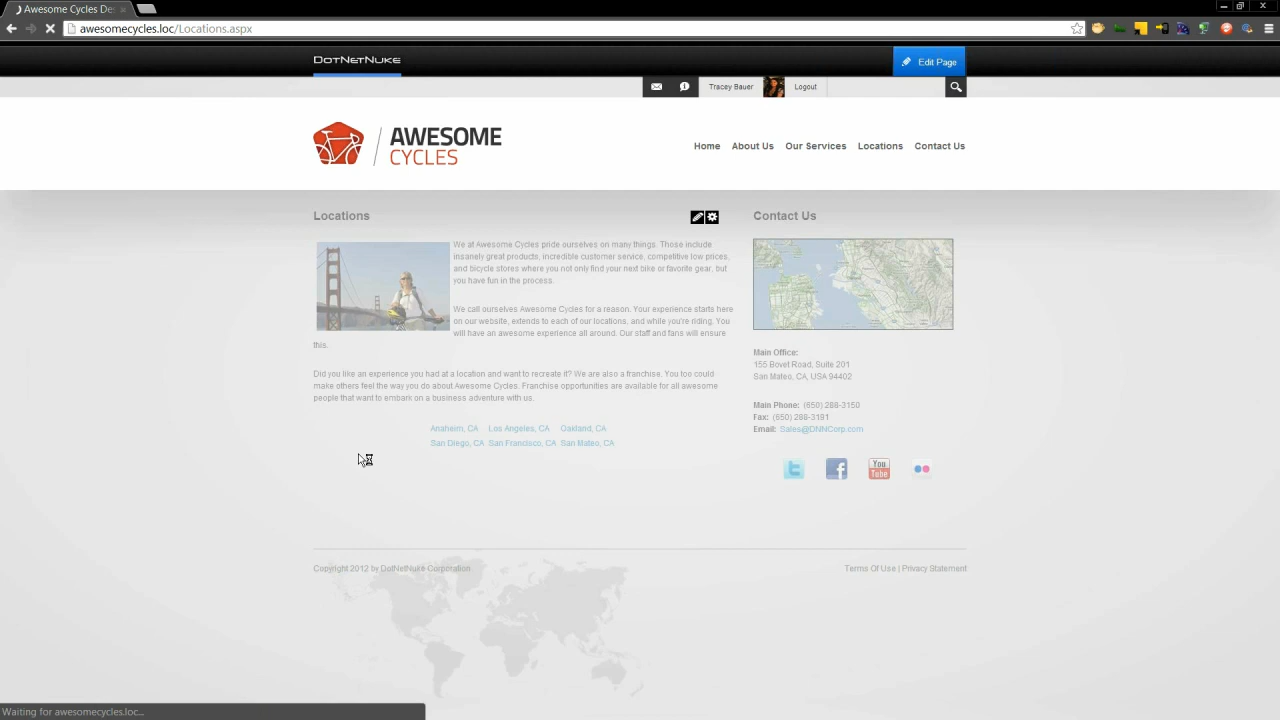 Awesome Cycles De
awesomecycles.loc/Locations.aspx
DotNetNuke
Edit Page
Tracey Bauer
Logout
AWESOME
CYCLES
Home About Us Our Services Locations Contact Us
Locations
We at Awesome Cycles pride ourselves on many things. Those include
insanely great products, incredible customer service, competitive low prices,
and bicycle stores where you not only find your next bike or favorite gear, but
you have fun in the process.
We call ourselves Awesome Cycles for a reason. Your experience starts here
on our website, extends to each of our locations, and while you're riding. You
will have an awesome experience all around. Our staff and fans will ensure
this.
Did you like an experience you had at a location and want to recreate it? We are also a franchise. You too could
make others feel the way you do about Awesome Cycles. Franchise opportunities are available for all awesome
people that want to embark on a business adventure with us.
Anaheim, CA Los Angeles, CA Oakland, CA
San Diego, CA San Francisco, CA San Mateo, CA
Contact Us
Main Office:
155 Bovet Road, Suite 201
San Mateo, CA, USA 94402
Main Phone: (650) 288-3150
Fax: (650) 288-3181
Email: Sales@DNNCorp.com
You
Tube
Copyright 2012 by DotNetNuke Corporation
Terms Of Use | Privacy Statement
Waiting for awesomecycles.loc...